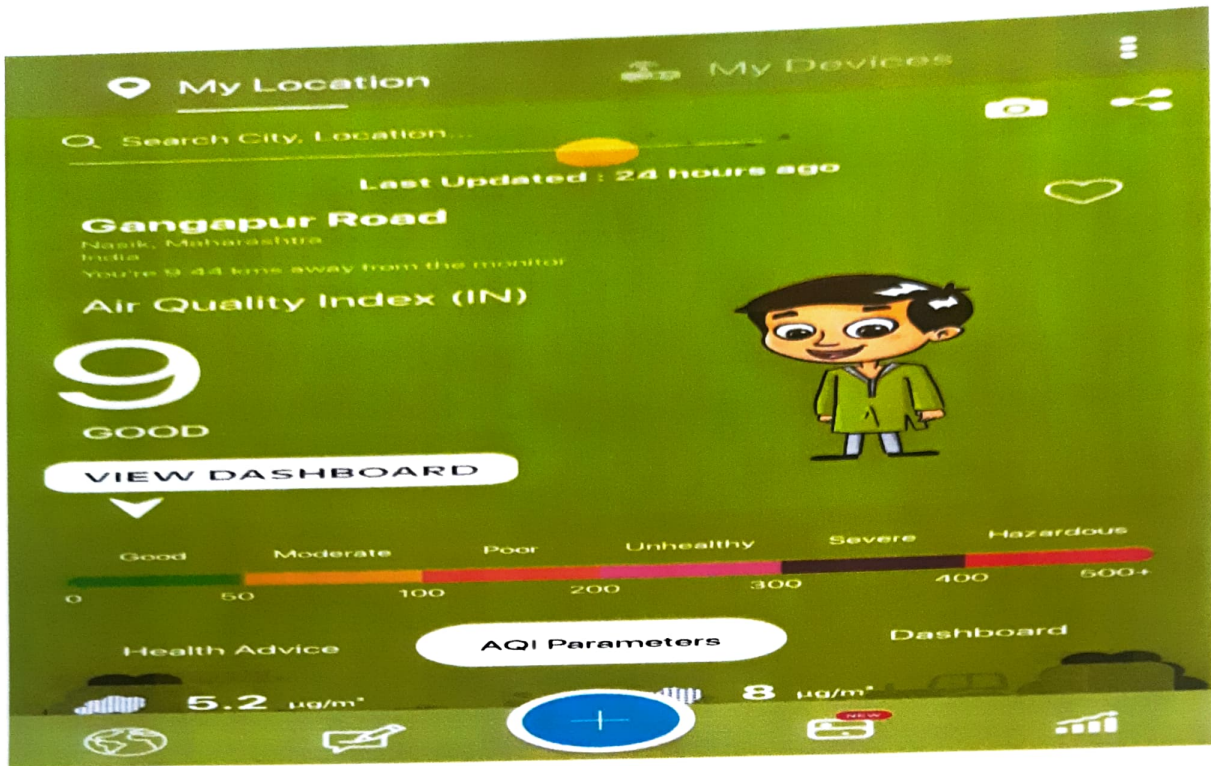 My Location
My Devices
Search City, Location...
Last Updated : 24 hours ago
Gangapur Road
Nasik, Maharashtra
India
You're 9.44 kms away from the monitor
Air Quality Index (IN)
9
GOOD
VIEW DASHBOARD
Good Moderate Poor Unhealthy Severe Hazardous
0 50 100 200 300 400 500+
Health Advice AQI Parameters Dashboard
5.2 µg/m³ 8 µg/m³
NEW